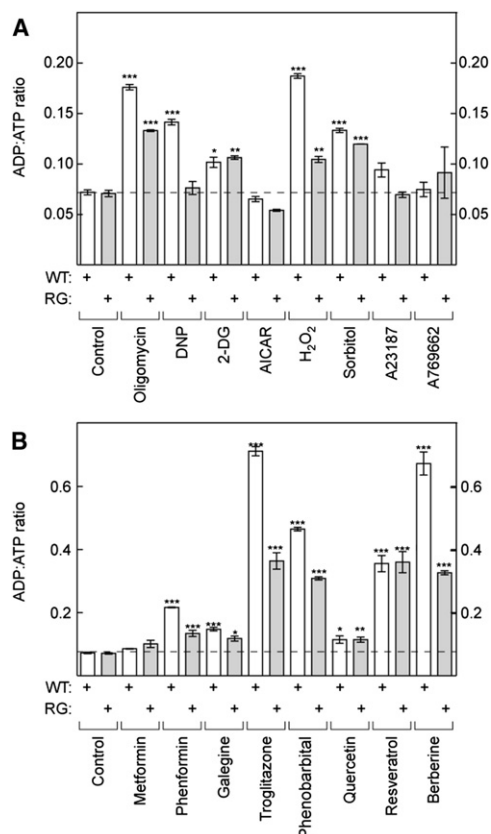 A
ADP:ATP ratio
0.20
0.15
0.10
0.05
0.20
0.15
0.10
0.05
*** *** *** * ** *** ** *** ***
WT: + + + + + + + + +
RG: + + + + + + + + +
Control
Oligomycin
DNP
2-DG
AICAR
H2O2
Sorbitol
A23187
A769662
B
ADP:ATP ratio
0.6
0.4
0.2
0.6
0.4
0.2
*** *** *** * *** *** *** *** * ** *** *** *** ***
WT: + + + + + + + + +
RG: + + + + + + + + +
Control
Metformin
Phenformin
Galegine
Troglitazone
Phenobarbital
Quercetin
Resveratrol
Berberine